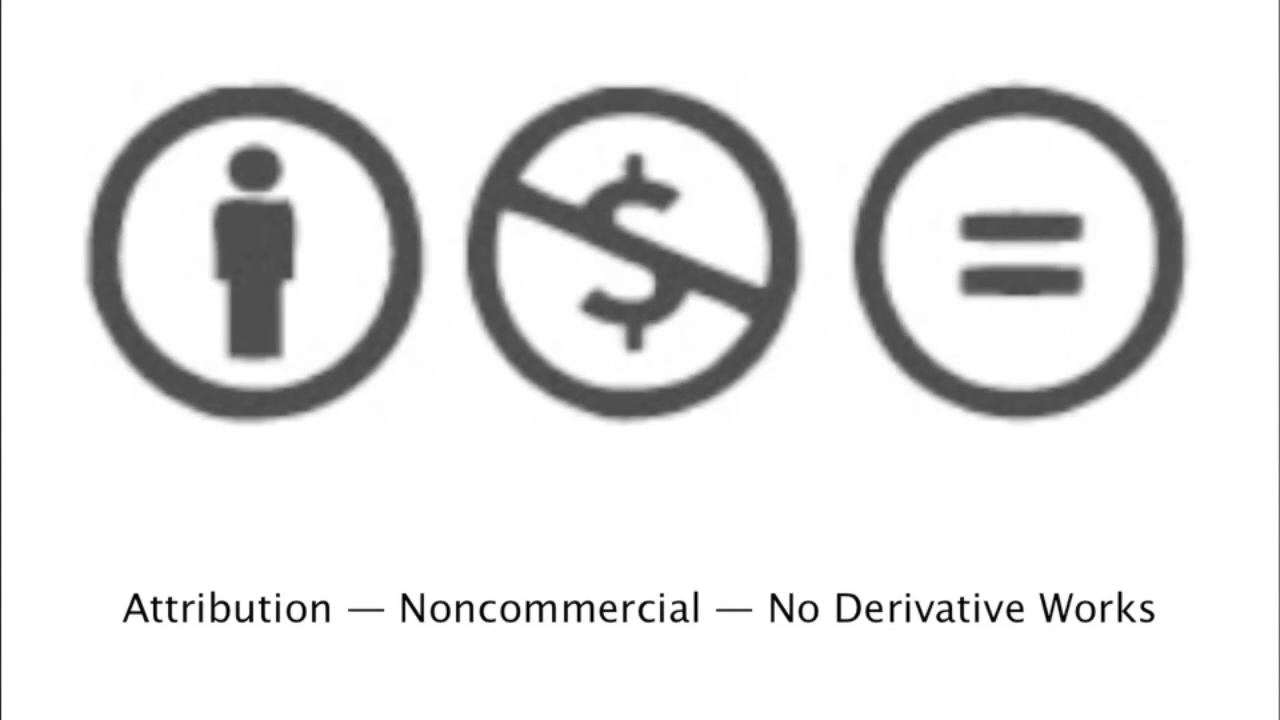 Attribution — Noncommercial — No Derivative Works